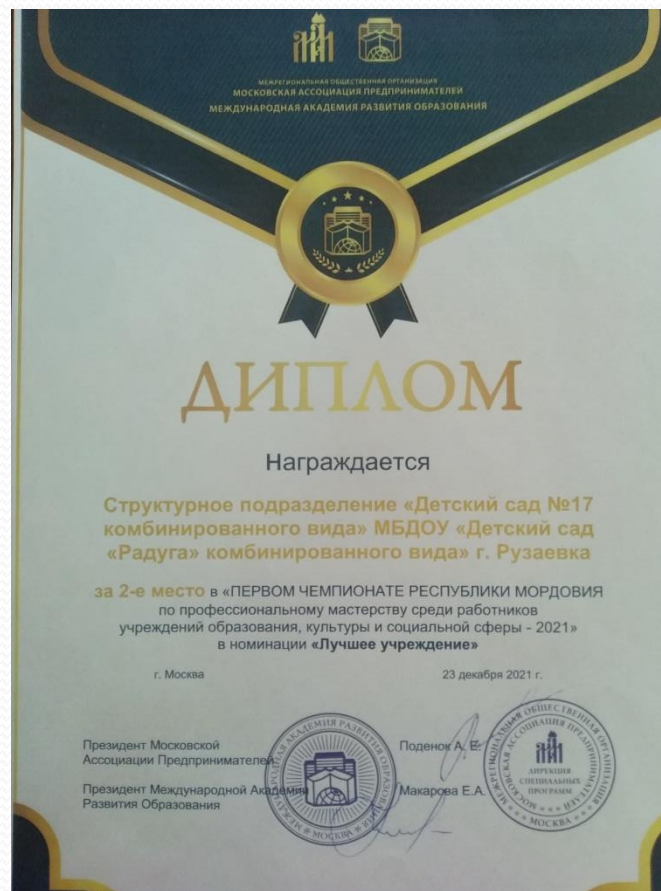 МЕЖРЕГИОНАЛЬНАЯ ОБЩЕСТВЕННАЯ ОРГАНИЗАЦИЯ
МОСКОВСКАЯ АССОЦИАЦИЯ ПРЕДПРИНИМАТЕЛЕЙ
МЕЖДУНАРОДНАЯ АКАДЕМИЯ РАЗВИТИЯ ОБРАЗОВАНИЯ
ДИПЛОМ
Награждается
Структурное подразделение «Детский сад №17
комбинированного вида» МБДОУ «Детский сад
«Радуга» комбинированного вида» г. Рузаевка
за 2-е место в «ПЕРВОМ ЧЕМПИОНАТЕ РЕСПУБЛИКИ МОРДОВИЯ
по профессиональному мастерству среди работников
учреждений образования, культуры и социальной сферы - 2021»
в номинации «Лучшее учреждение»
г. Москва 23 декабря 2021 г.
Президент Московской
Ассоциации Предпринимателей:
Поденок А. Е.
Президент Международной Академии
Развития Образования
Макарова Е.А.
МЕЖДУНАРОДНАЯ АКАДЕМИЯ РАЗВИТИЯ ОБРАЗОВАНИЯ
МОСКВА
МЕЖРЕГИОНАЛЬНАЯ ОБЩЕСТВЕННАЯ ОРГАНИЗАЦИЯ
МОСКОВСКАЯ АССОЦИАЦИЯ ПРЕДПРИНИМАТЕЛЕЙ
ДИРЕКЦИЯ
СПЕЦИАЛЬНЫХ
ПРОГРАММ
МОСКВА